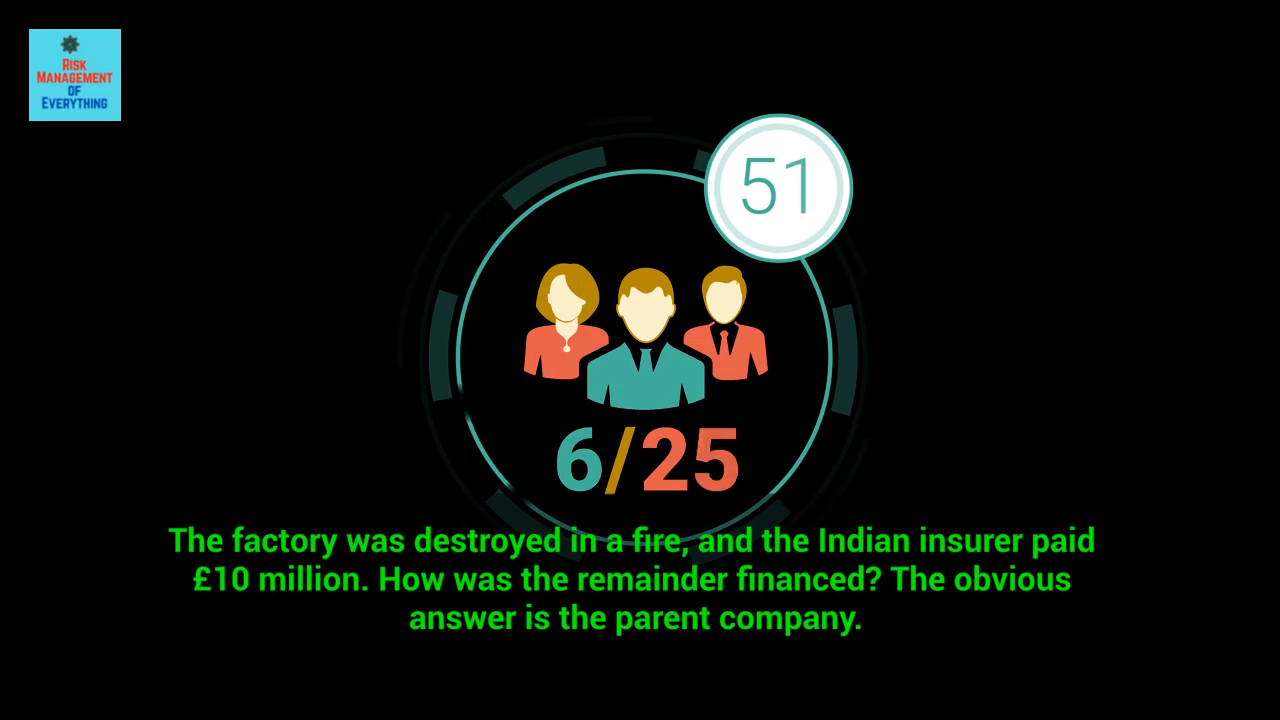 RISK
MANAGEMENT
OF
EVERYTHING
51
6/25
The factory was destroyed in a fire, and the Indian insurer paid
£10 million. How was the remainder financed? The obvious
answer is the parent company.